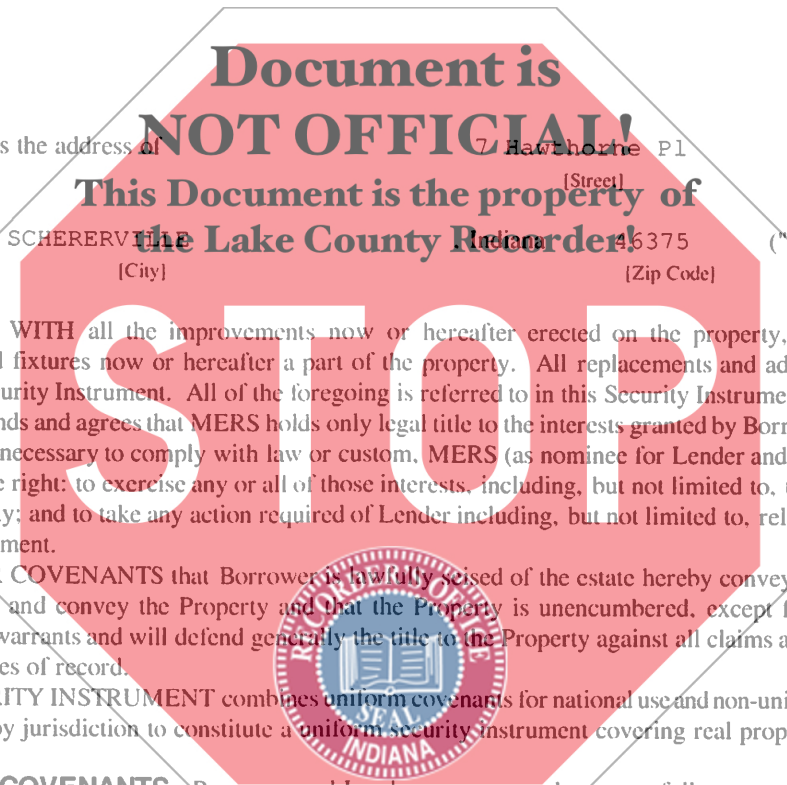 Document is
NOT OFFICIAL!
s the address of 7 Hawthorne Pl
[Street]
This Document is the property of
the Lake County Recorder!
SCHERERVILLE , Indiana 46375 ("
[City] [Zip Code]
STOP
WITH all the improvements now or hereafter erected on the property,
fixtures now or hereafter a part of the property. All replacements and ad
urity Instrument. All of the foregoing is referred to in this Security Instrume
nds and agrees that MERS holds only legal title to the interests granted by Borr
necessary to comply with law or custom, MERS (as nominee for Lender and
e right: to exercise any or all of those interests, including, but not limited to,
y; and to take any action required of Lender including, but not limited to, rel
ment.
R COVENANTS that Borrower is lawfully seised of the estate hereby convey
and convey the Property and that the Property is unencumbered, except f
warrants and will defend generally the title to the Property against all claims a
es of record.
RITY INSTRUMENT combines uniform covenants for national use and non-uni
by jurisdiction to constitute a uniform security instrument covering real prop
RECORDER'S OFFICE
SEAL
INDIANA
COVENANTS